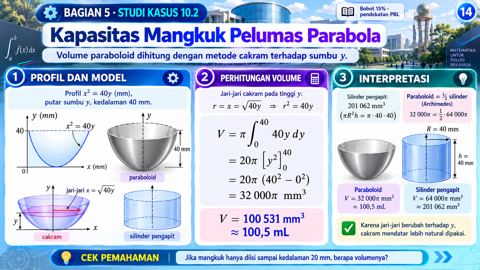 BAGIAN 5 • STUDI KASUS 10.2
Bobot 15% -
pendekatan PBL
14
∫ₐᵇ f(x) dx
Kapasitas Mangkuk Pelumas Parabola
Volume paraboloid dihitung dengan metode cakram terhadap sumbu y.
MATEMATIKA
UNTUK
SOLUSI
REKAYASA
1 PROFIL DAN MODEL
Profil x² = 40y (mm),
putar sumbu y, kedalaman 40 mm.
y (mm)
40
x² = 40y
0
x (mm)
y
40 mm
x
paraboloid
y
jari-jari x = √40y
y
x
cakram
silinder pengapit
2 PERHITUNGAN VOLUME
Jari-jari cakram pada tinggi y:
r = x = √40y ⇒ r² = 40y
V = π ∫₀⁴⁰ 40y dy
= 20π [y²]₀⁴⁰
= 20π (40² − 0²)
= 32 000π mm³
V = 100 531 mm³
≈ 100,5 mL
3 INTERPRETASI
Silinder pengapit:
201 062 mm³
(πR²h = π · 40 · 40)
Paraboloid = ½ silinder
(Archimedes)
32 000π = ½ · 64 000π
R = 40 mm
h =
40 mm
Paraboloid
V = 32 000π mm³
≈ 100,5 mL
Silinder pengapit
V = 64 000π mm³
≈ 201 062 mm³
Karena jari-jari berubah terhadap y,
cakram mendatar lebih natural dipakai.
CEK PEMAHAMAN
Jika mangkuk hanya diisi sampai kedalaman 20 mm, berapa volumenya?